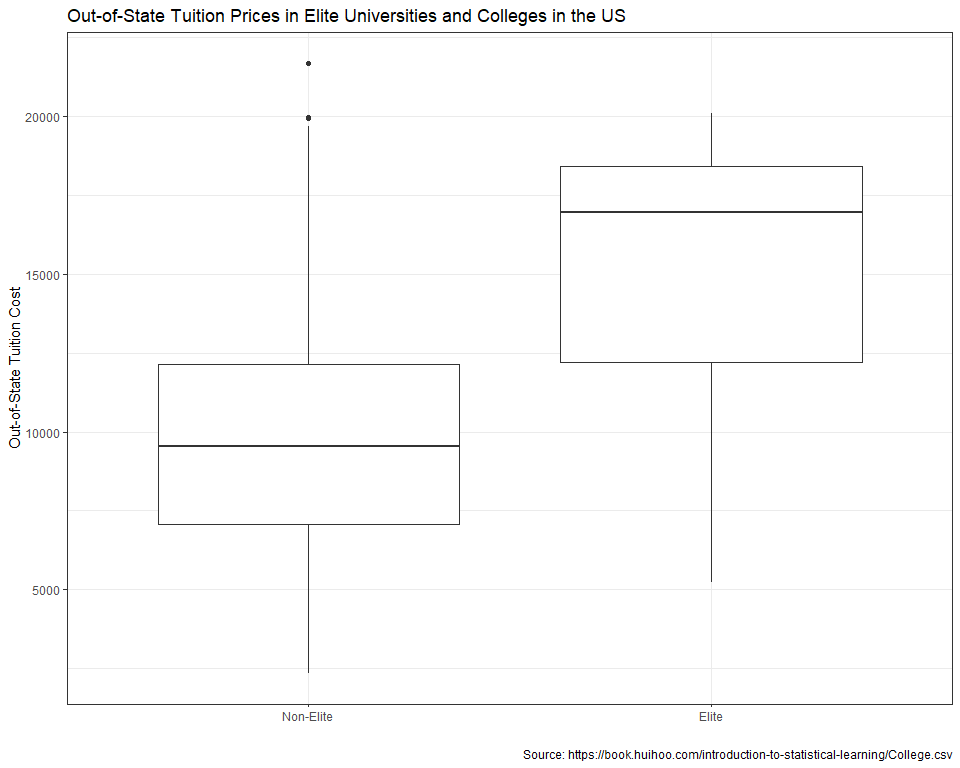 Out-of-State Tuition Prices in Elite Universities and Colleges in the US
Out-of-State Tuition Cost
20000
15000
10000
5000
Non-Elite
Elite
Source: https://book.huihoo.com/introduction-to-statistical-learning/College.csv